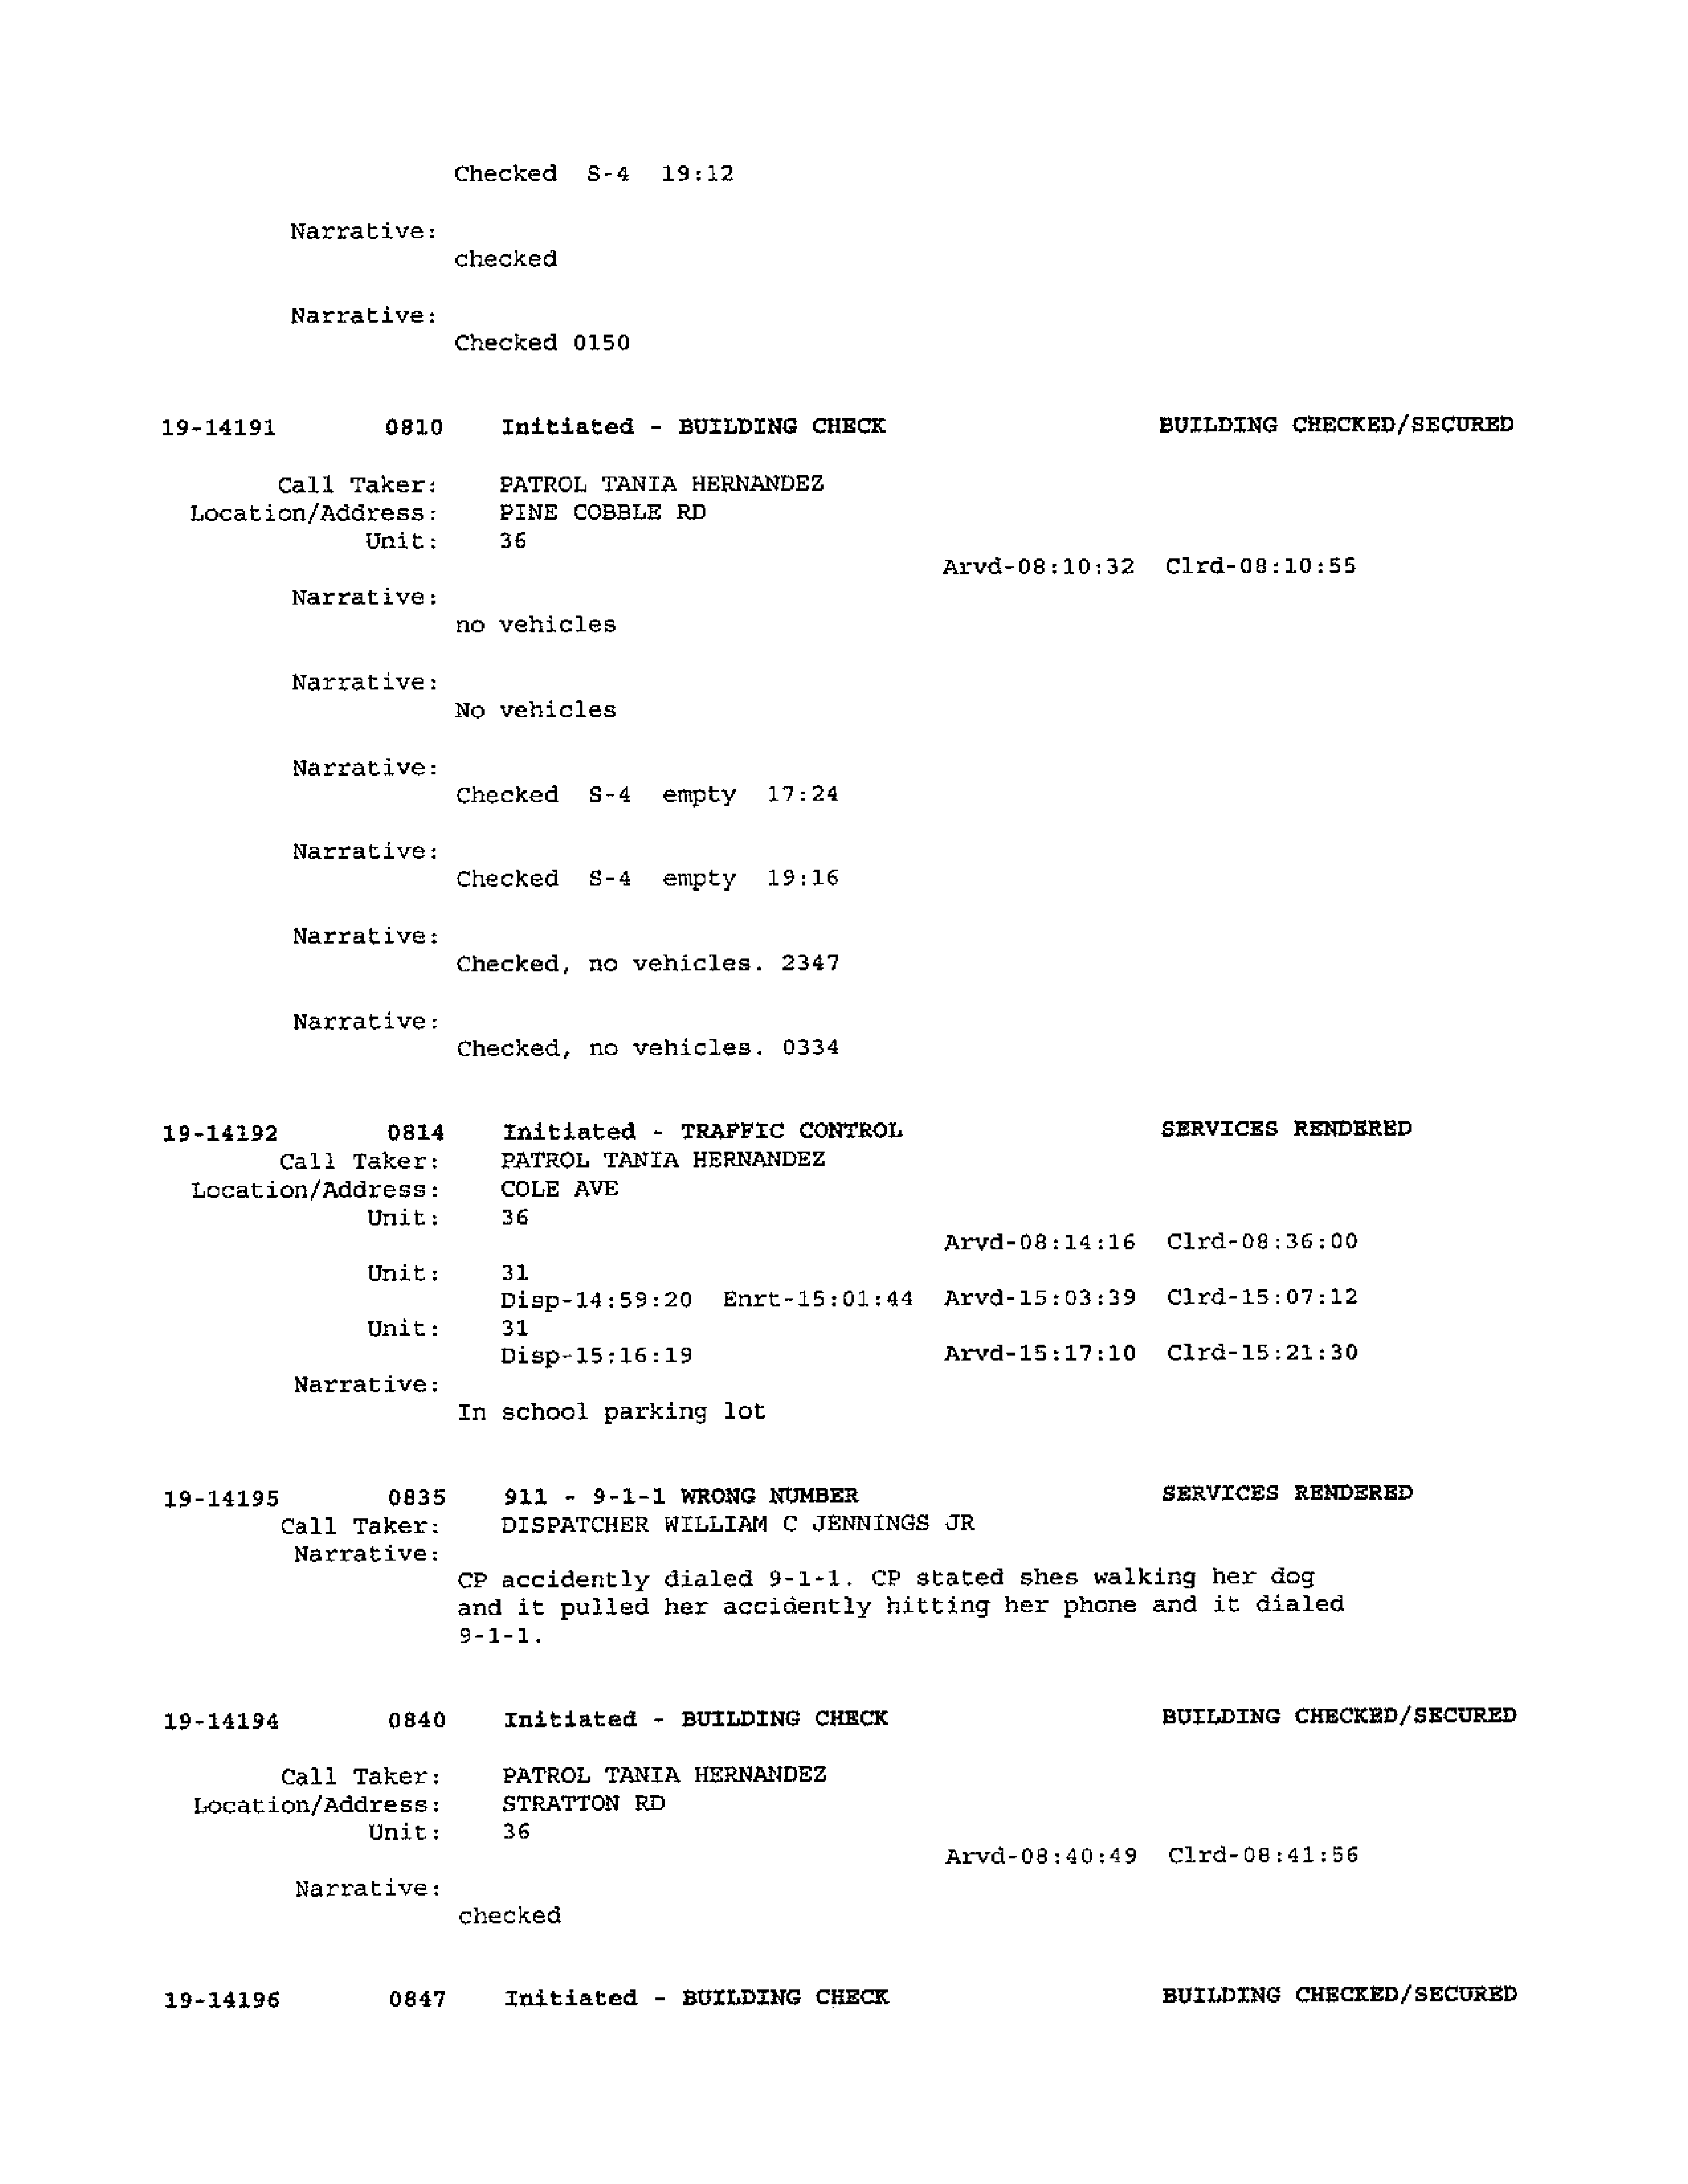 Checked S-4 19:12
Narrative:
checked
Narrative:
Checked 0150
19-14191 0810 Initiated - BUILDING CHECK BUILDING CHECKED/SECURED
Call Taker: PATROL TANIA HERNANDEZ
Location/Address: PINE COBBLE RD
Unit: 36
Arvd-08:10:32 Clrd-08:10:55
Narrative:
no vehicles
Narrative:
No vehicles
Narrative:
Checked S-4 empty 17:24
Narrative:
Checked S-4 empty 19:16
Narrative:
Checked, no vehicles. 2347
Narrative:
Checked, no vehicles. 0334
19-14192 0814 Initiated - TRAFFIC CONTROL SERVICES RENDERED
Call Taker: PATROL TANIA HERNANDEZ
Location/Address: COLE AVE
Unit: 36
Arvd-08:14:16 Clrd-08:36:00
Unit: 31
Disp-14:59:20 Enrt-15:01:44 Arvd-15:03:39 Clrd-15:07:12
Unit: 31
Disp-15:16:19 Arvd-15:17:10 Clrd-15:21:30
Narrative:
In school parking lot
19-14195 0835 911 - 9-1-1 WRONG NUMBER SERVICES RENDERED
Call Taker: DISPATCHER WILLIAM C JENNINGS JR
Narrative:
CP accidently dialed 9-1-1. CP stated shes walking her dog
and it pulled her accidently hitting her phone and it dialed
9-1-1.
19-14194 0840 Initiated - BUILDING CHECK BUILDING CHECKED/SECURED
Call Taker: PATROL TANIA HERNANDEZ
Location/Address: STRATTON RD
Unit: 36
Arvd-08:40:49 Clrd-08:41:56
Narrative:
checked
19-14196 0847 Initiated - BUILDING CHECK BUILDING CHECKED/SECURED